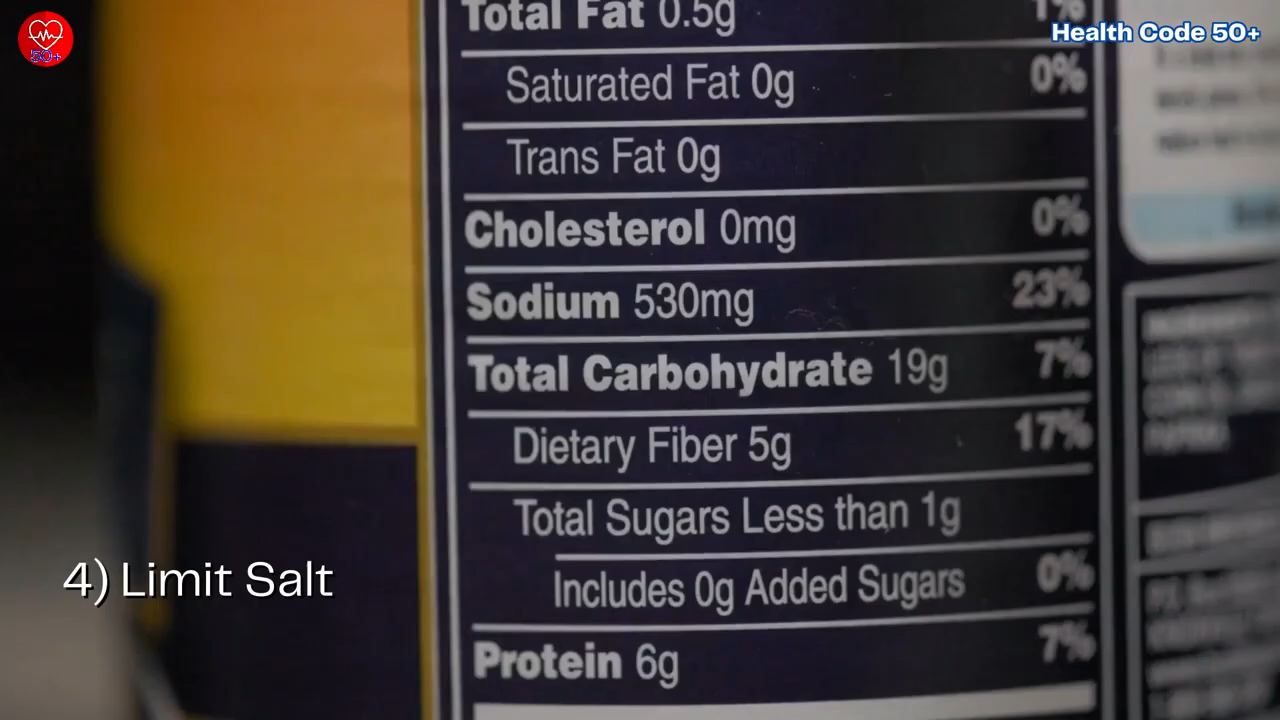 50+
Health Code 50+
Total Fat 0.5g 1%
Saturated Fat 0g 0%
Trans Fat 0g
Cholesterol 0mg 0%
Sodium 530mg 23%
Total Carbohydrate 19g 7%
Dietary Fiber 5g 17%
Total Sugars Less than 1g
Includes 0g Added Sugars 0%
Protein 6g 7%
4) Limit Salt